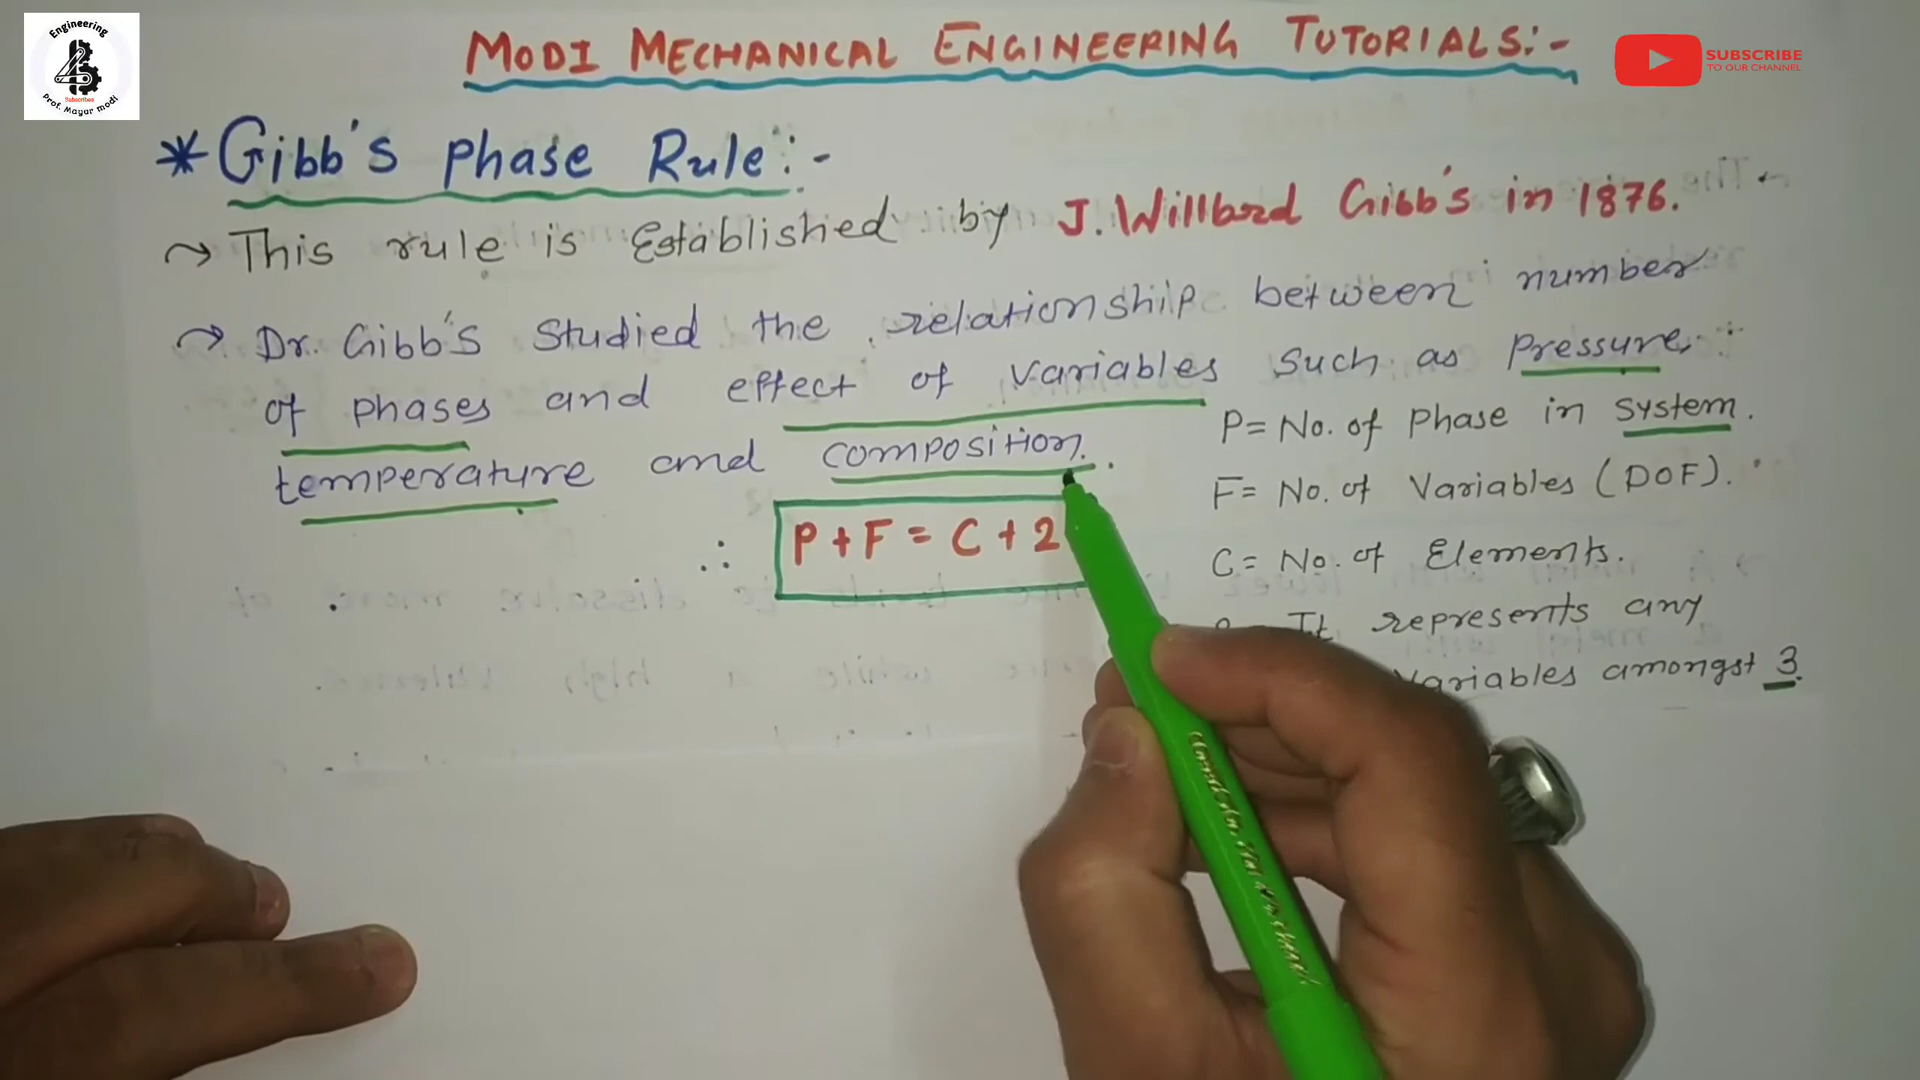 Engineering
Subscribes
Prof. Mayur modi
MODI MECHANICAL ENGINEERING TUTORIALS:-
SUBSCRIBE
TO OUR CHANNEL
* Gibb's phase Rule:-
→ This rule is Established by J. Willard Gibb's in 1876.
→ Dr. Gibb's Studied the relationship between number
of phases and effect of variables such as Pressure,
temperature and composition.
∴ P + F = C + 2
P = No. of Phase in system.
F = No. of Variables (DOF).
C = No. of Elements.
It represents any
variables amongst 3.